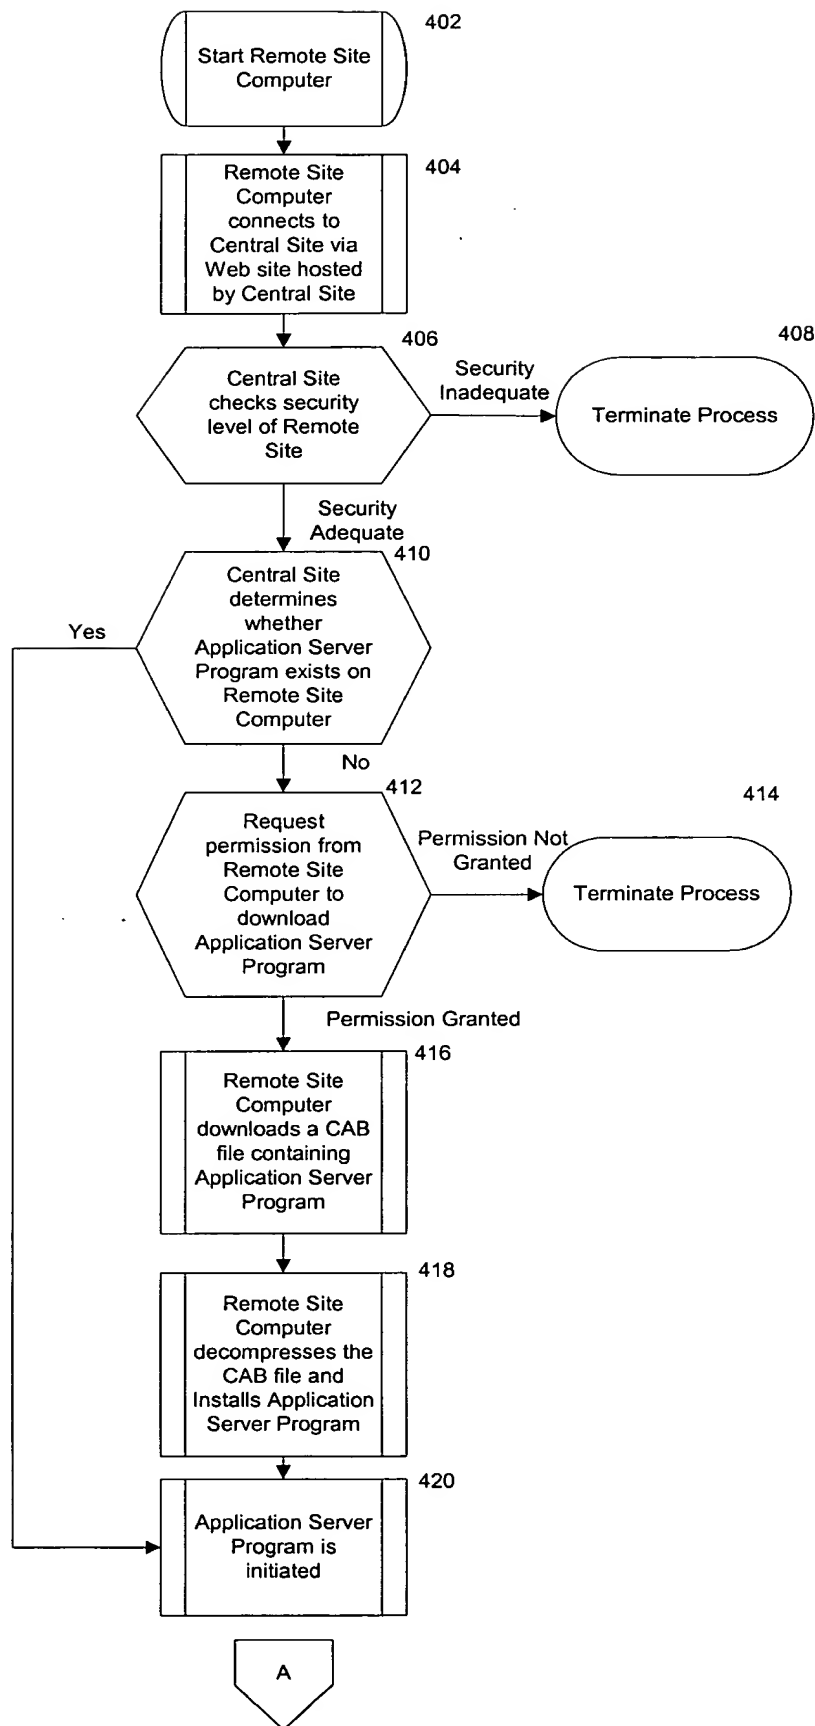 402
Start Remote Site
Computer
404
Remote Site
Computer
connects to
Central Site via
Web site hosted
by Central Site
406
Central Site
checks security
level of Remote
Site
Security
Inadequate
408
Terminate Process
Security
Adequate
410
Central Site
determines
whether
Application Server
Program exists on
Remote Site
Computer
Yes
No
412
Request
permission from
Remote Site
Computer to
download
Application Server
Program
Permission Not
Granted
414
Terminate Process
Permission Granted
416
Remote Site
Computer
downloads a CAB
file containing
Application Server
Program
418
Remote Site
Computer
decompresses the
CAB file and
Installs Application
Server Program
420
Application Server
Program is
initiated
A